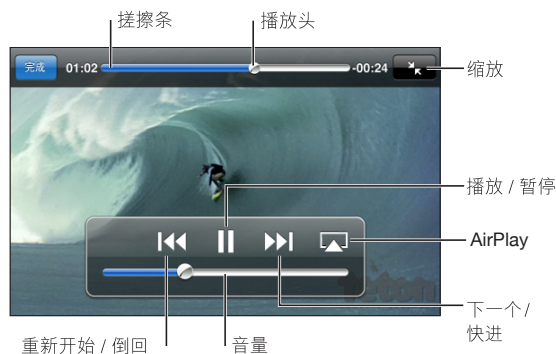 搓擦条
播放头
完成
01:02
-00:24
缩放
播放 / 暂停
AirPlay
下一个 /
快进
重新开始 / 倒回
音量